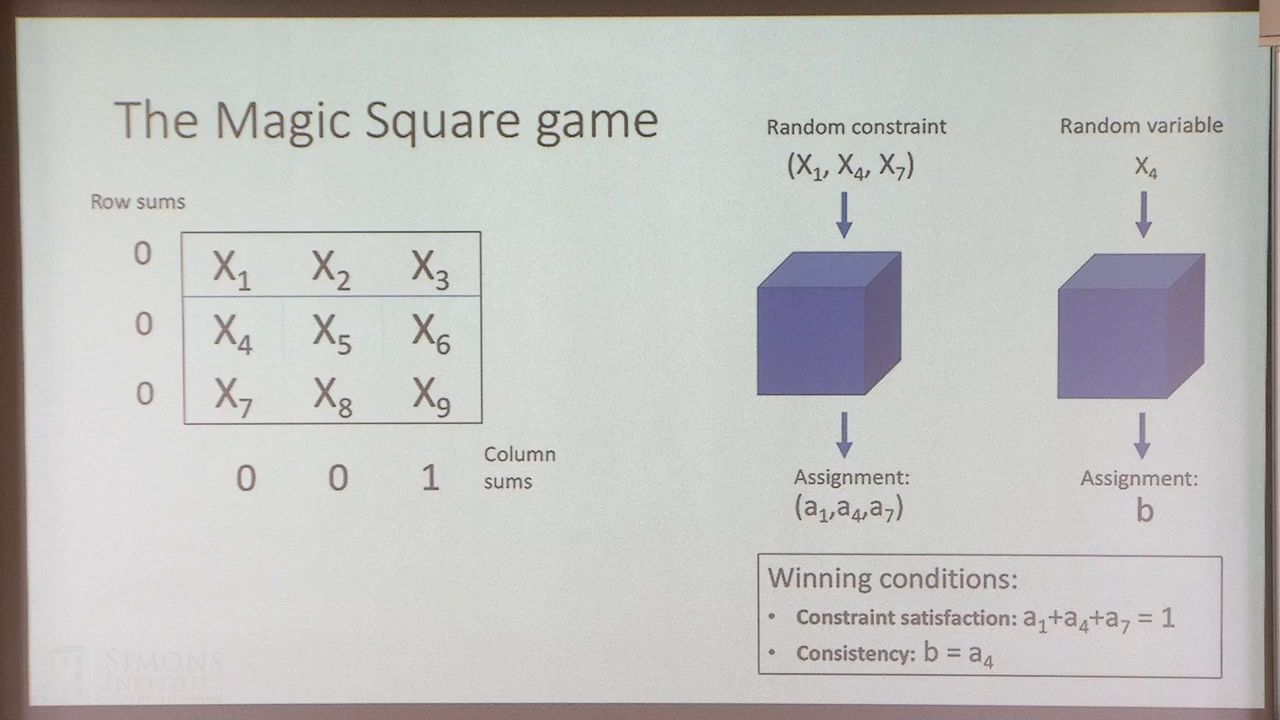 The Magic Square game
Row sums
0 X₁ X₂ X₃
0 X₄ X₅ X₆
0 X₇ X₈ X₉
0 0 1 Column sums
Random constraint
(X₁, X₄, X₇)
Assignment:
(a₁,a₄,a₇)
Random variable
X₄
Assignment:
b
Winning conditions:
• Constraint satisfaction: a₁+a₄+a₇ = 1
• Consistency: b = a₄
SIMONS
INSTITUTE